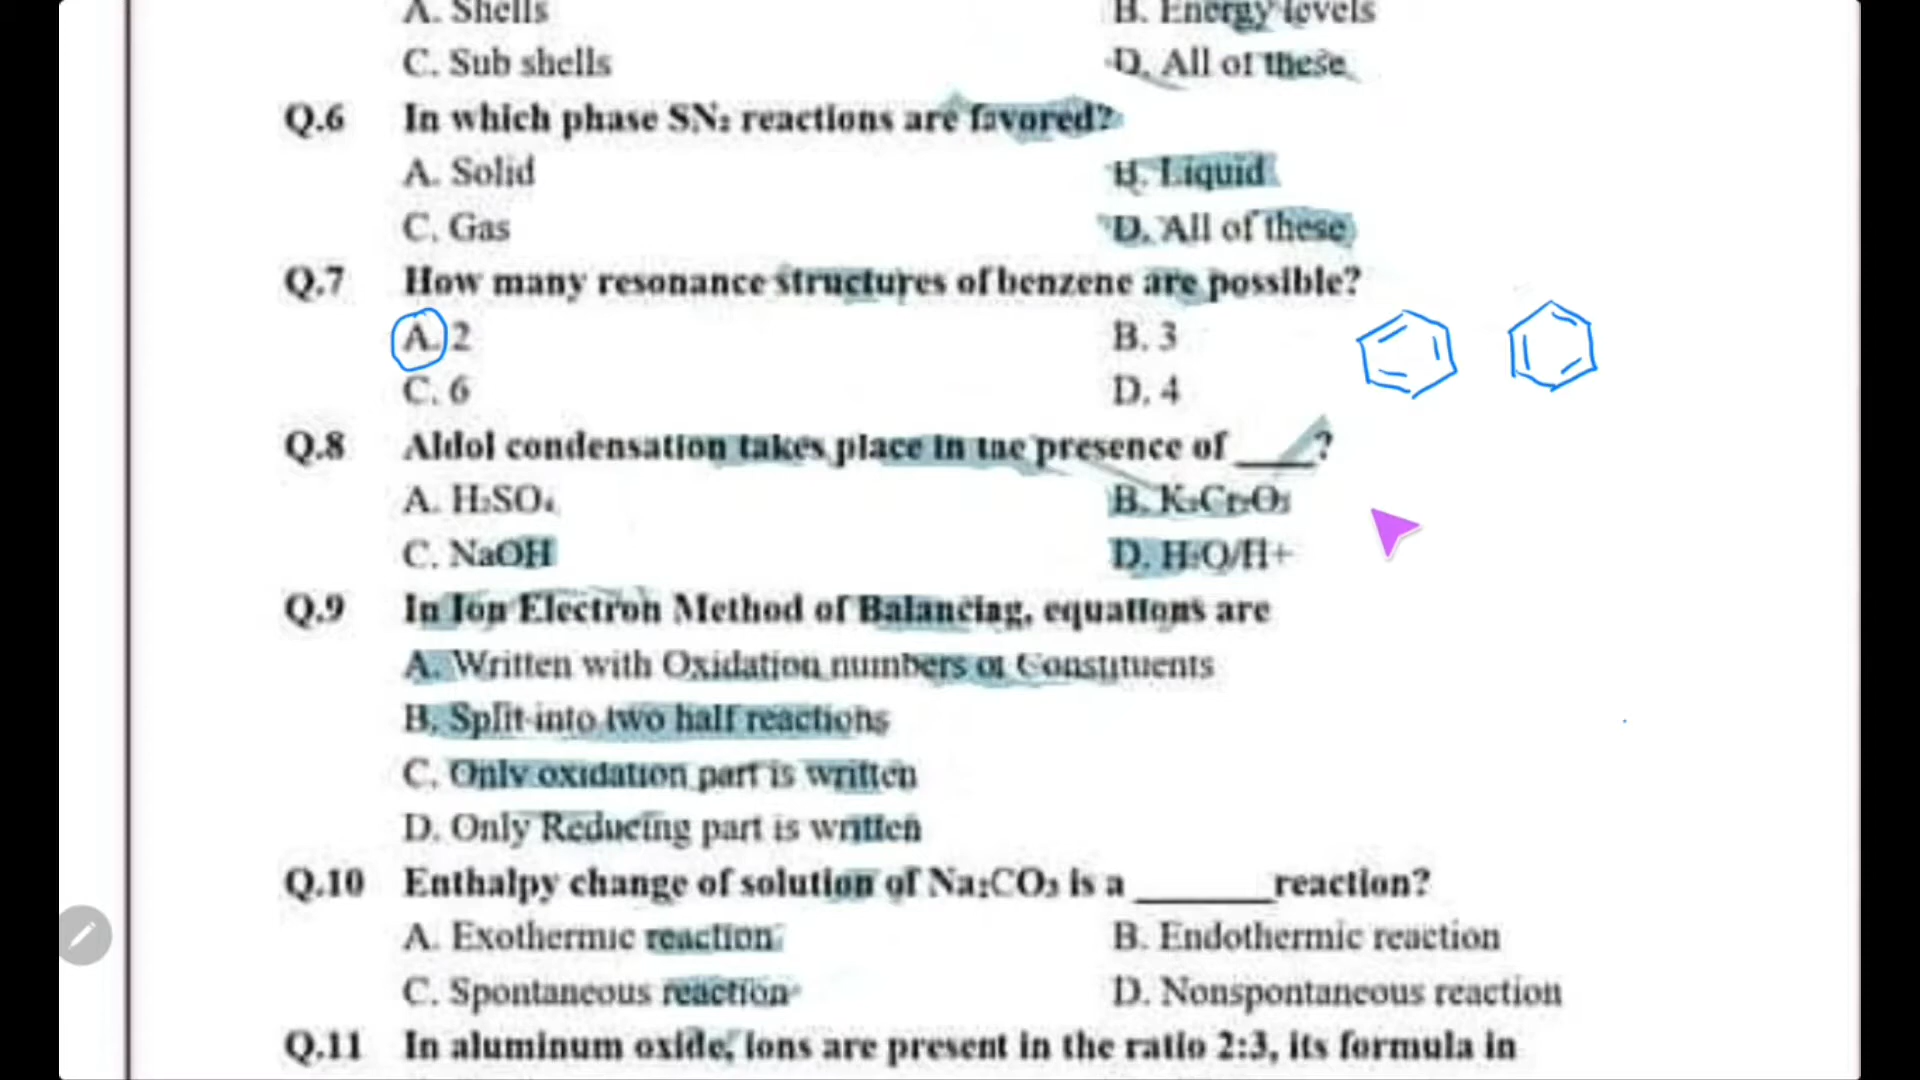 A. Shells B. Energy levels
C. Sub shells D. All of these
Q.6 In which phase SN₂ reactions are favored?
A. Solid B. Liquid
C. Gas D. All of these
Q.7 How many resonance structures of benzene are possible?
A. 2 B. 3
C. 6 D. 4
Q.8 Aldol condensation takes place in the presence of ____?
A. H₂SO₄ B. K₂Cr₂O₇
C. NaOH D. H₂O/H+
Q.9 In Ion Electron Method of Balancing, equations are
A. Written with Oxidation numbers of Constituents
B. Split into two half reactions
C. Only oxidation part is written
D. Only Reducing part is written
Q.10 Enthalpy change of solution of Na₂CO₃ is a ______ reaction?
A. Exothermic reaction B. Endothermic reaction
C. Spontaneous reaction D. Nonspontaneous reaction
Q.11 In aluminum oxide, ions are present in the ratio 2:3, its formula in